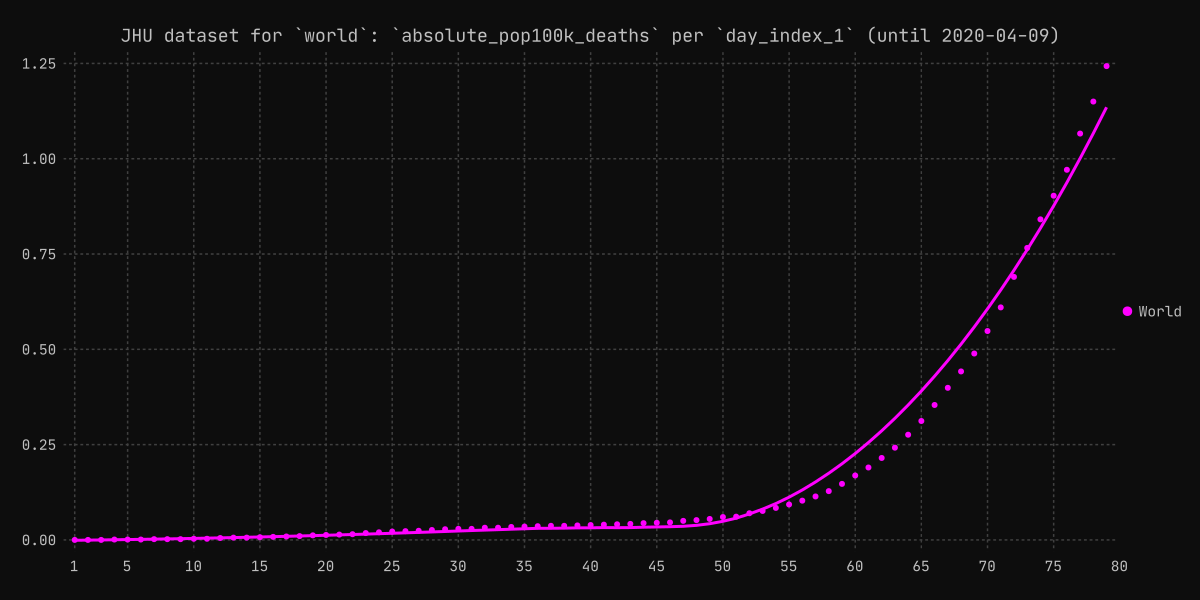 JHU dataset for `world`: `absolute_pop100k_deaths` per `day_index_1` (until 2020-04-09)
1.25
1.00
0.75
0.50
0.25
0.00
World
1 5 10 15 20 25 30 35 40 45 50 55 60 65 70 75 80